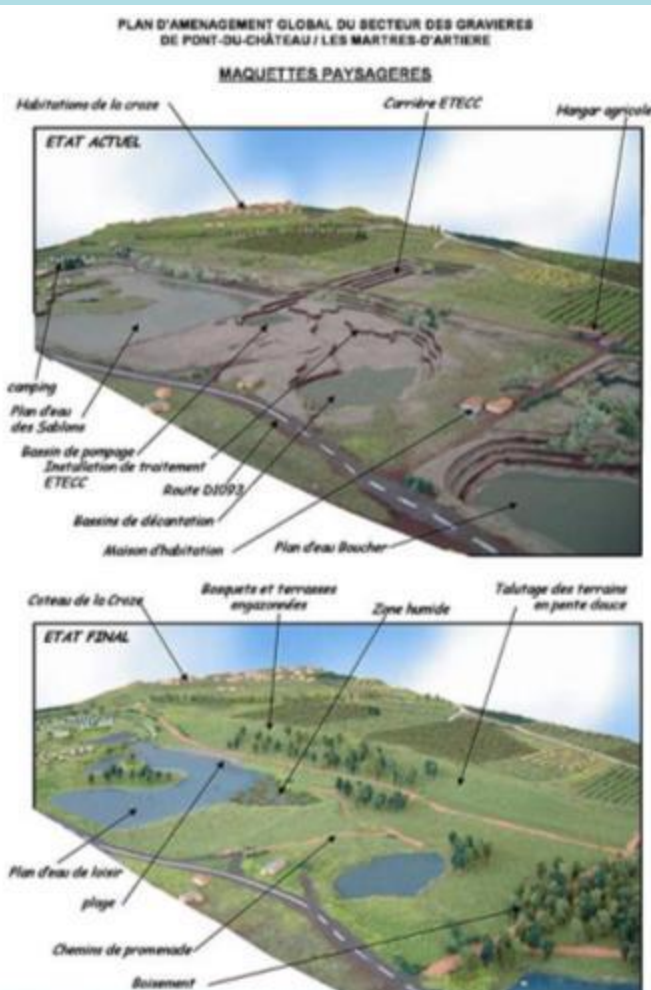 PLAN D'AMENAGEMENT GLOBAL DU SECTEUR DES GRAVIERES
DE PONT-DU-CHÂTEAU / LES MARTRES-D'ARTIERE
MAQUETTES PAYSAGERES
Habitations de la croze
Carrière ETECC
Hangar agricole
ETAT ACTUEL
camping
Plan d'eau
des Sablons
Bassin de pompage
Installation de traitement
ETECC
Route D1093
Bassins de décantation
Maison d'habitation
Plan d'eau Boucher
Coteau de la Croze
Bosquets et terrasses
engazonnées
Zone humide
Talutage des terrains
en pente douce
ETAT FINAL
Plan d'eau de loisir
plage
Chemins de promenade
Boisement